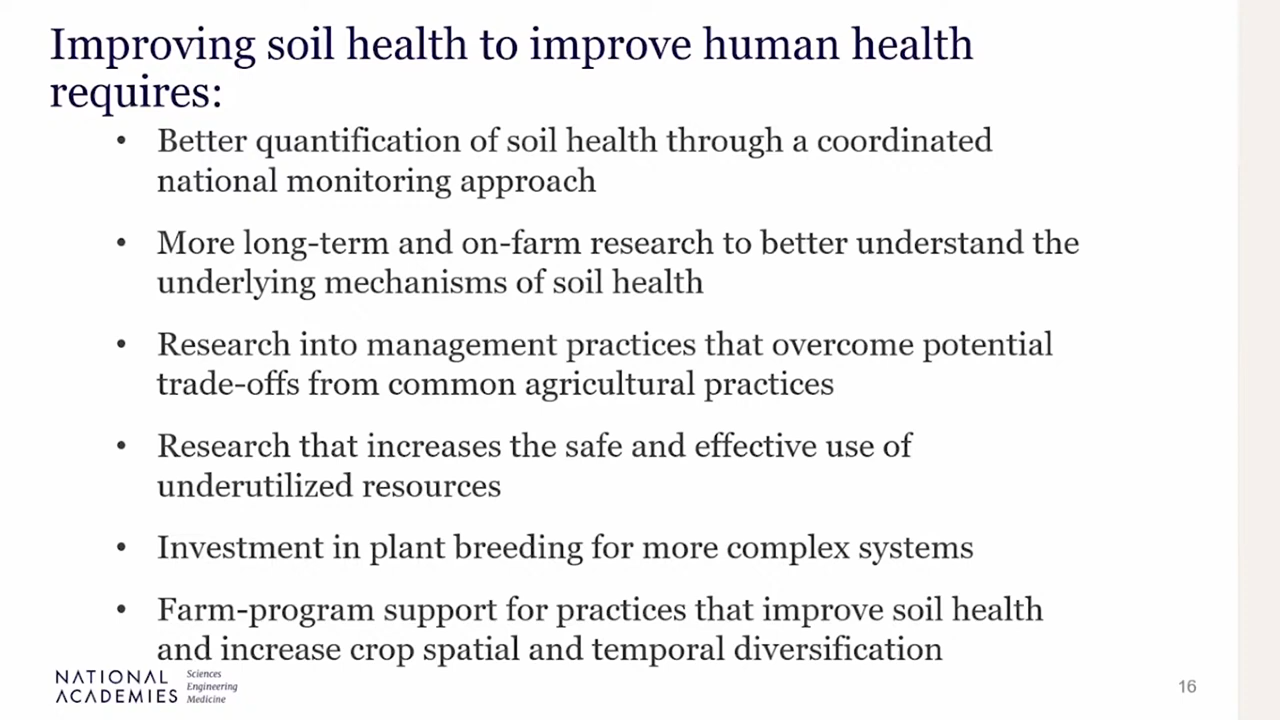 Improving soil health to improve human health
requires:
• Better quantification of soil health through a coordinated
national monitoring approach
• More long-term and on-farm research to better understand the
underlying mechanisms of soil health
• Research into management practices that overcome potential
trade-offs from common agricultural practices
• Research that increases the safe and effective use of
underutilized resources
• Investment in plant breeding for more complex systems
• Farm-program support for practices that improve soil health
and increase crop spatial and temporal diversification
NATIONAL
ACADEMIES
Sciences
Engineering
Medicine
16